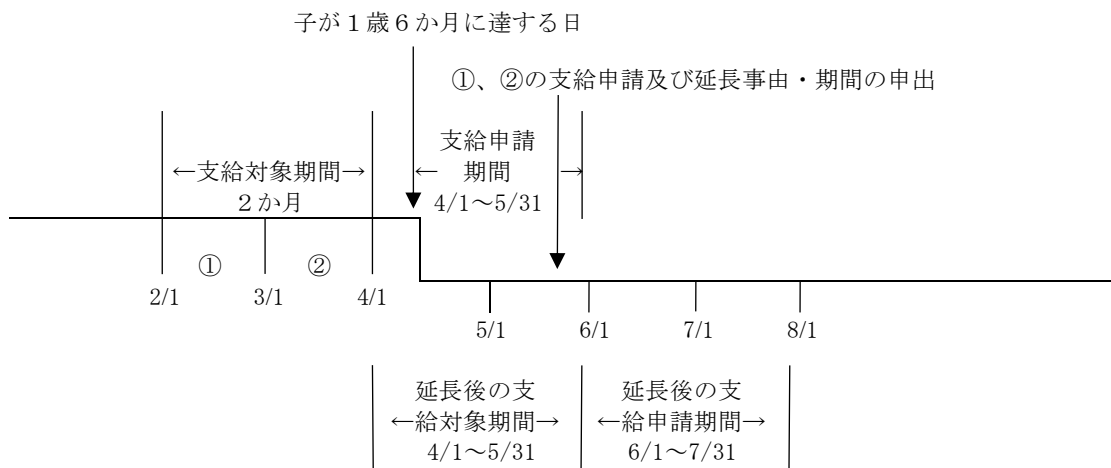 子が１歳６か月に達する日
①、②の支給申請及び延長事由・期間の申出
←支給対象期間→
２か月
支給申請
← 期間 →
4/1～5/31
① ②
2/1 3/1 4/1
5/1 6/1 7/1 8/1
延長後の支
←給対象期間→
4/1～5/31
延長後の支
←給申請期間→
6/1～7/31